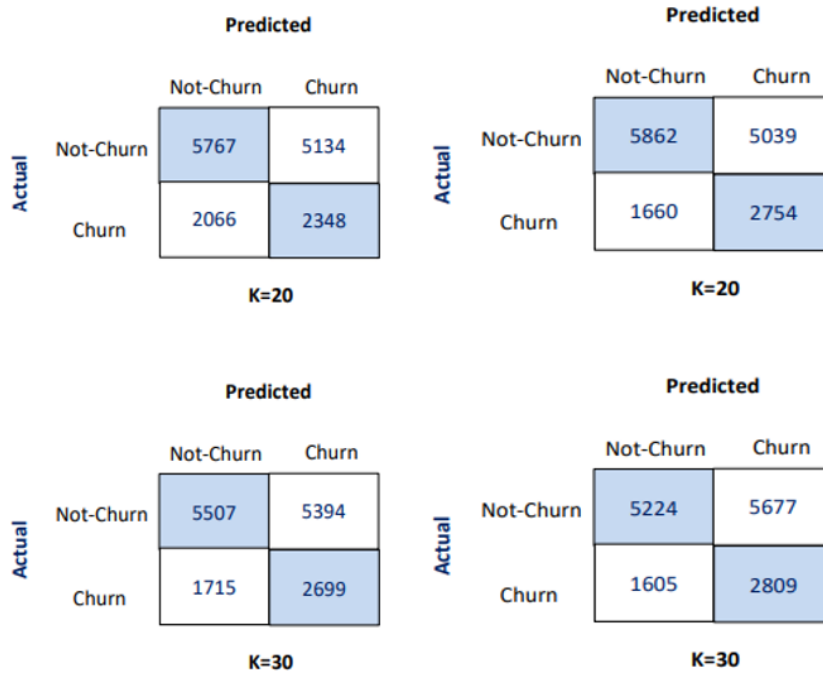 Predicted
Not-Churn Churn
Actual
Not-Churn 5767 5134
Churn 2066 2348
K=20
Predicted
Not-Churn Churn
Actual
Not-Churn 5862 5039
Churn 1660 2754
K=20
Predicted
Not-Churn Churn
Actual
Not-Churn 5507 5394
Churn 1715 2699
K=30
Predicted
Not-Churn Churn
Actual
Not-Churn 5224 5677
Churn 1605 2809
K=30